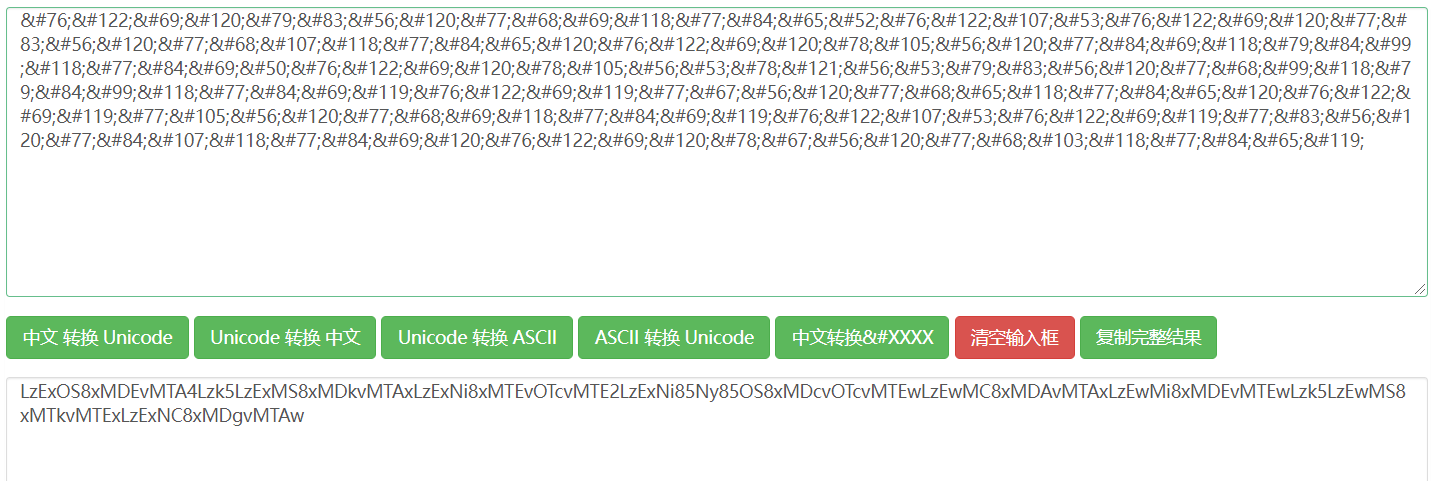 &#76;&#122;&#69;&#120;&#79;&#83;&#56;&#120;&#77;&#68;&#69;&#118;&#77;&#84;&#65;&#52;&#76;&#122;&#107;&#53;&#76;&#122;&#69;&#120;&#77;&#
83;&#56;&#120;&#77;&#68;&#107;&#118;&#77;&#84;&#65;&#120;&#76;&#122;&#69;&#120;&#78;&#105;&#56;&#120;&#77;&#84;&#69;&#118;&#79;&#84;&#99
;&#118;&#77;&#84;&#69;&#50;&#76;&#122;&#69;&#120;&#78;&#105;&#56;&#53;&#78;&#121;&#56;&#53;&#79;&#83;&#56;&#120;&#77;&#68;&#99;&#118;&#7
9;&#84;&#99;&#118;&#77;&#84;&#69;&#119;&#76;&#122;&#69;&#119;&#77;&#67;&#56;&#120;&#77;&#68;&#65;&#118;&#77;&#84;&#65;&#120;&#76;&#122;&#
&#69;&#119;&#77;&#105;&#56;&#120;&#77;&#68;&#69;&#118;&#77;&#84;&#69;&#119;&#76;&#122;&#107;&#53;&#76;&#122;&#69;&#119;&#77;&#83;&#56;&#1
20;&#77;&#84;&#107;&#118;&#77;&#84;&#69;&#120;&#76;&#122;&#69;&#120;&#78;&#67;&#56;&#120;&#77;&#68;&#103;&#118;&#77;&#84;&#65;&#119;
中文 转换 Unicode Unicode 转换 中文 Unicode 转换 ASCII ASCII 转换 Unicode 中文转换&#XXXX 清空输入框 复制完整结果
LzExOS8xMDEvMTA4Lzk5LzExMS8xMDkvMTAxLzExNi8xMTEvOTcvMTE2LzExNi85Ny85OS8xMDcvOTcvMTEwLzEwMC8xMDAvMTAxLzEwMi8xMDEvMTEwLzk5LzEwMS8
xMTkvMTExLzExNC8xMDgvMTAw